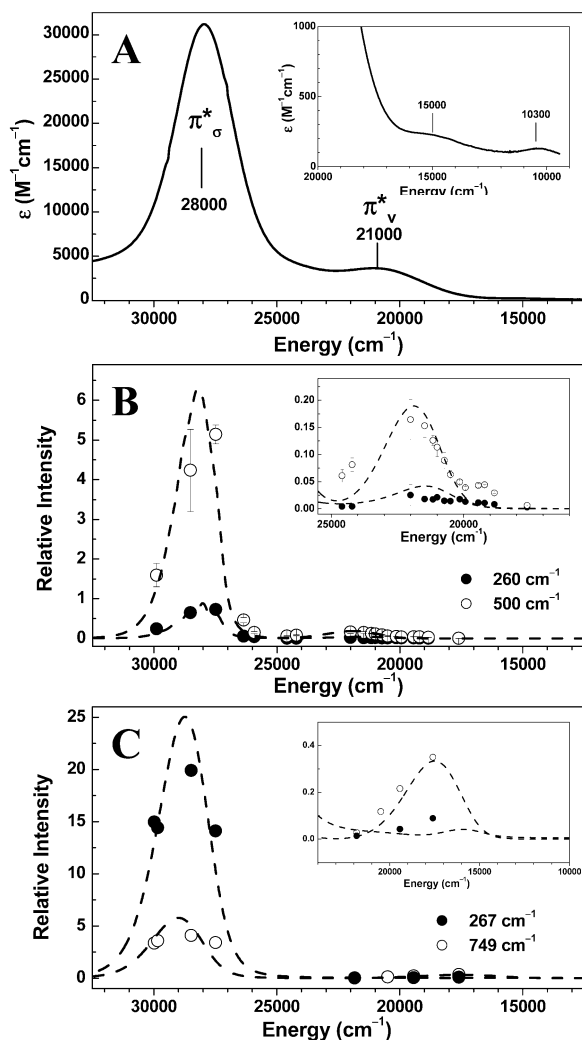 A
30000
25000
20000
15000
10000
5000
0
ε (M⁻¹cm⁻¹)
π*σ
28000
π*v
21000
30000
25000
20000
15000
Energy (cm⁻¹)
1000
500
0
ε (M⁻¹cm⁻¹)
15000
10300
20000
15000
10000
Energy (cm⁻¹)
B
6
5
4
3
2
1
0
Relative Intensity
30000
25000
20000
15000
Energy (cm⁻¹)
0.20
0.15
0.10
0.05
0.00
25000
20000
Energy (cm⁻¹)
260 cm⁻¹
500 cm⁻¹
C
25
20
15
10
5
0
Relative Intensity
30000
25000
20000
15000
Energy (cm⁻¹)
0.4
0.2
0.0
20000
15000
10000
Energy (cm⁻¹)
267 cm⁻¹
749 cm⁻¹